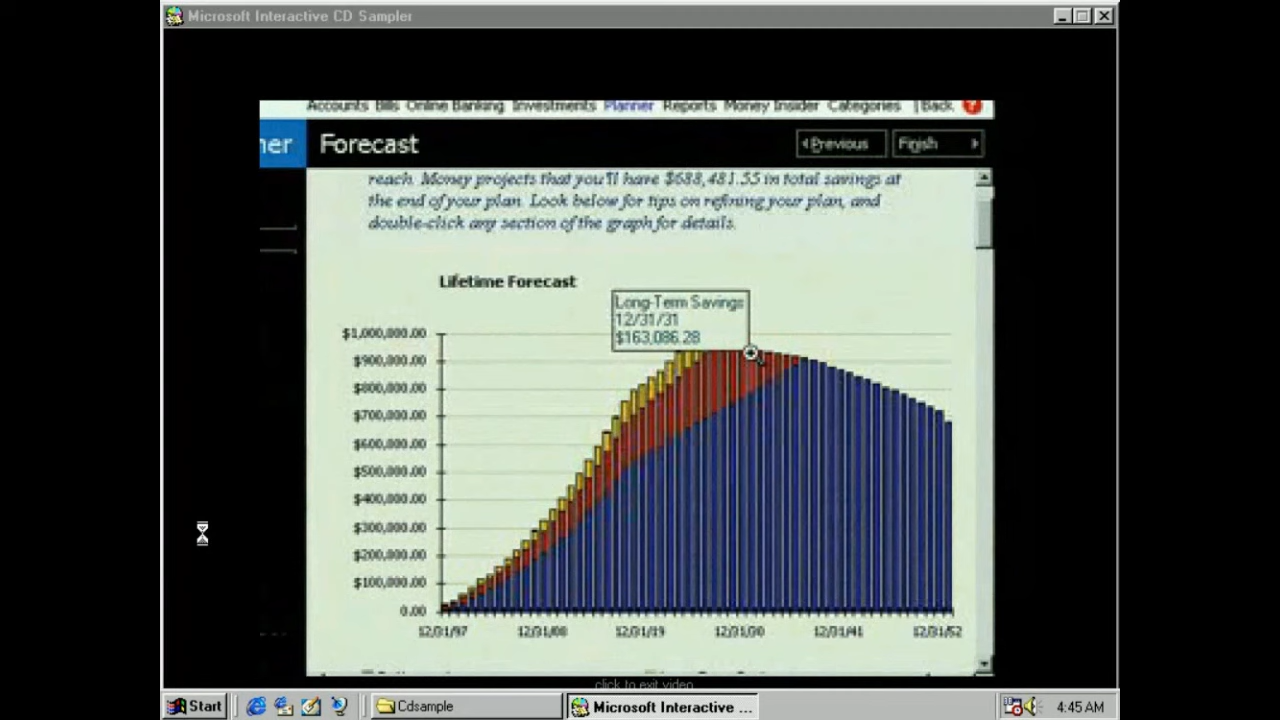 Microsoft Interactive CD Sampler
Accounts Bills Online Banking Investments Planner Reports Money Insider Categories Back ?
ner Forecast Previous Finish
reach. Money projects that you'll have $688,481.55 in total savings at
the end of your plan. Look below for tips on refining your plan, and
double-click any section of the graph for details.
Lifetime Forecast
Long-Term Savings
12/31/31
$163,086.28
$1,000,000.00
$900,000.00
$800,000.00
$700,000.00
$600,000.00
$500,000.00
$400,000.00
$300,000.00
$200,000.00
$100,000.00
0.00
12/31/97 12/31/08 12/31/19 12/31/30 12/31/41 12/31/52
click to exit video
Start Cdsample Microsoft Interactive ... 4:45 AM